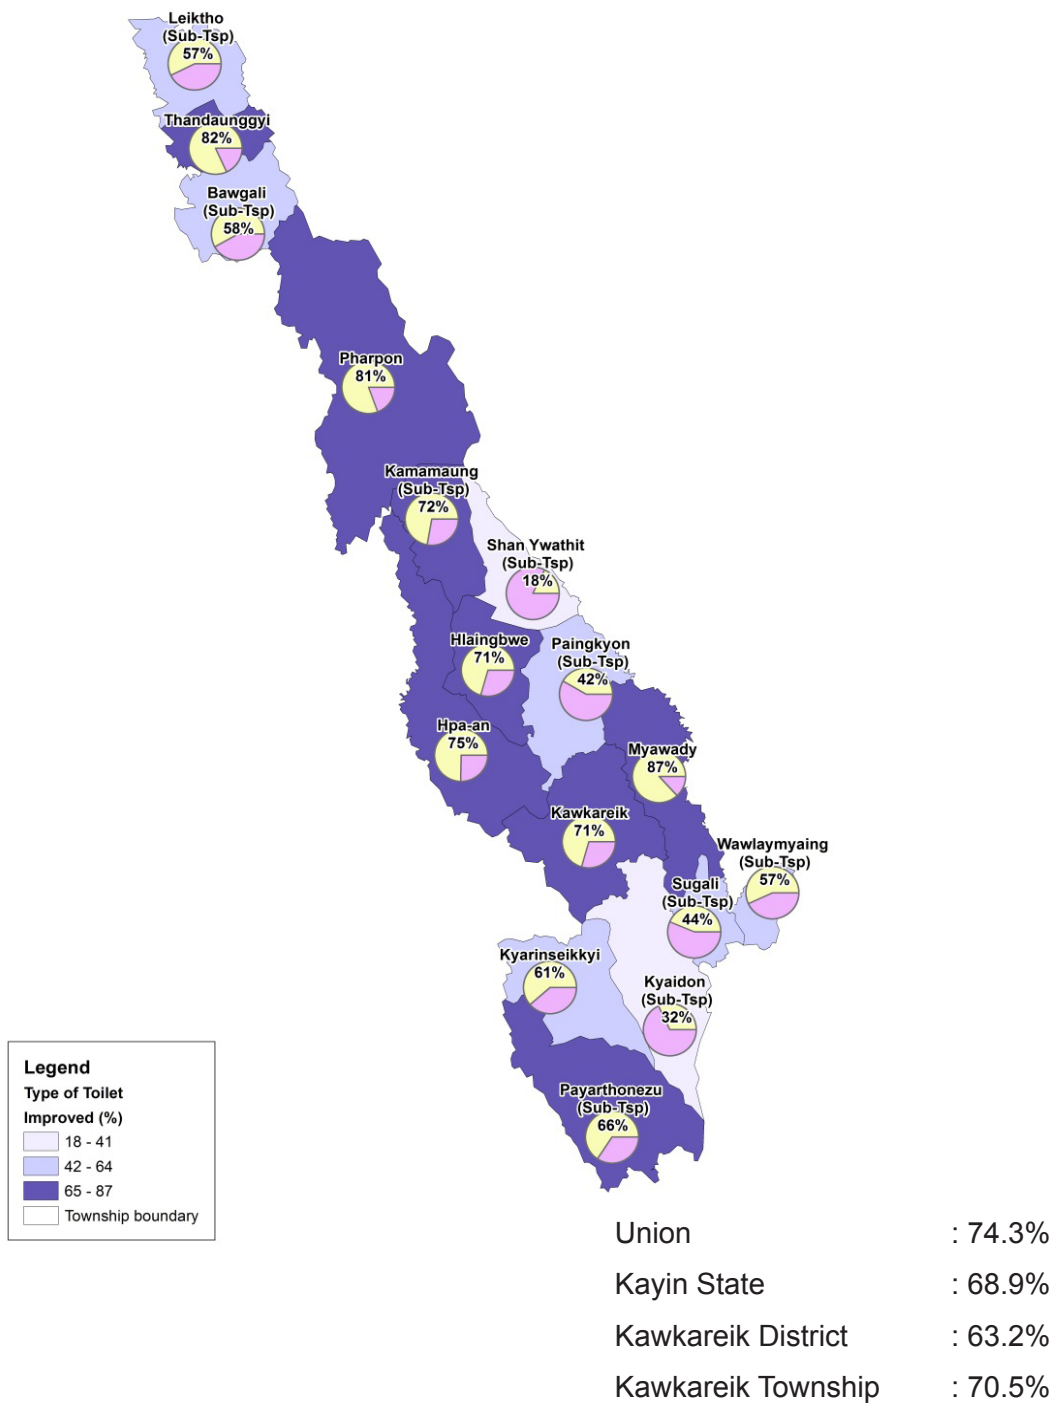 Leiktho
(Sub-Tsp)
57%
Thandaunggyi
82%
Bawgali
(Sub-Tsp)
58%
Pharpon
81%
Kamamaung
(Sub-Tsp)
72%
Shan Ywathit
(Sub-Tsp)
18%
Hlaingbwe
71%
Paingkyon
(Sub-Tsp)
42%
Hpa-an
75%
Myawady
87%
Kawkareik
71%
Wawlaymyaing
(Sub-Tsp)
57%
Sugali
(Sub-Tsp)
44%
Kyarinseikkyi
61%
Kyaidon
(Sub-Tsp)
32%
Payarthonezu
(Sub-Tsp)
66%
Legend
Type of Toilet
Improved (%)
18 - 41
42 - 64
65 - 87
Township boundary
Union : 74.3%
Kayin State : 68.9%
Kawkareik District : 63.2%
Kawkareik Township : 70.5%